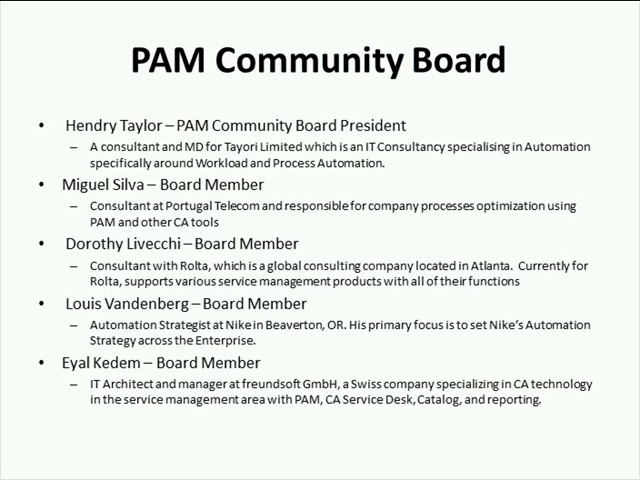 PAM Community Board
• Hendry Taylor – PAM Community Board President
– A consultant and MD for Tayori Limited which is an IT Consultancy specialising in Automation
specifically around Workload and Process Automation.
• Miguel Silva – Board Member
– Consultant at Portugal Telecom and responsible for company processes optimization using
PAM and other CA tools
• Dorothy Livecchi – Board Member
– Consultant with Rolta, which is a global consulting company located in Atlanta. Currently for
Rolta, supports various service management products with all of their functions
• Louis Vandenberg – Board Member
– Automation Strategist at Nike in Beaverton, OR. His primary focus is to set Nike's Automation
Strategy across the Enterprise.
• Eyal Kedem – Board Member
– IT Architect and manager at freundsoft GmbH, a Swiss company specializing in CA technology
in the service management area with PAM, CA Service Desk, Catalog, and reporting.